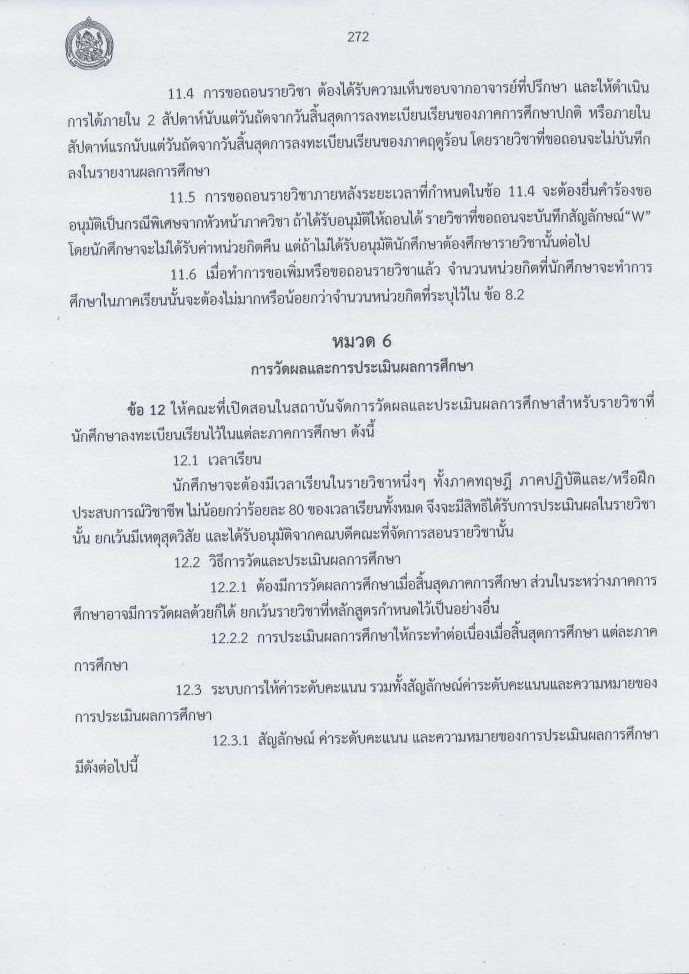 272
11.4 การขอถอนรายวิชา ต้องได้รับความเห็นชอบจากอาจารย์ที่ปรึกษา และให้ดำเนิน
การได้ภายใน 2 สัปดาห์นับแต่วันถัดจากวันสิ้นสุดการลงทะเบียนเรียนของภาคการศึกษาปกติ หรือภายใน
สัปดาห์แรกนับแต่วันถัดจากวันสิ้นสุดการลงทะเบียนเรียนของภาคฤดูร้อน โดยรายวิชาที่ขอถอนจะไม่บันทึก
ลงในรายงานผลการศึกษา
11.5 การขอถอนรายวิชาภายหลังระยะเวลาที่กำหนดในข้อ 11.4 จะต้องยื่นคำร้องขอ
อนุมัติเป็นกรณีพิเศษจากหัวหน้าภาควิชา ถ้าได้รับอนุมัติให้ถอนได้ รายวิชาที่ขอถอนจะบันทึกสัญลักษณ์“W”
โดยนักศึกษาจะไม่ได้รับค่าหน่วยกิตคืน แต่ถ้าไม่ได้รับอนุมัตินักศึกษาต้องศึกษารายวิชานั้นต่อไป
11.6 เมื่อทำการขอเพิ่มหรือขอถอนรายวิชาแล้ว จำนวนหน่วยกิตที่นักศึกษาจะทำการ
ศึกษาในภาคเรียนนั้นจะต้องไม่มากหรือน้อยกว่าจำนวนหน่วยกิตที่ระบุไว้ใน ข้อ 8.2
หมวด 6
การวัดผลและการประเมินผลการศึกษา
ข้อ 12 ให้คณะที่เปิดสอนในสถาบันจัดการวัดผลและประเมินผลการศึกษาสำหรับรายวิชาที่
นักศึกษาลงทะเบียนเรียนไว้ในแต่ละภาคการศึกษา ดังนี้
12.1 เวลาเรียน
นักศึกษาจะต้องมีเวลาเรียนในรายวิชาหนึ่งๆ ทั้งภาคทฤษฎี ภาคปฏิบัติและ/หรือฝึก
ประสบการณ์วิชาชีพ ไม่น้อยกว่าร้อยละ 80 ของเวลาเรียนทั้งหมด จึงจะมีสิทธิได้รับการประเมินผลในรายวิชา
นั้น ยกเว้นมีเหตุสุดวิสัย และได้รับอนุมัติจากคณบดีคณะที่จัดการสอนรายวิชานั้น
12.2 วิธีการวัดและประเมินผลการศึกษา
12.2.1 ต้องมีการวัดผลการศึกษาเมื่อสิ้นสุดภาคการศึกษา ส่วนในระหว่างภาคการ
ศึกษาอาจมีการวัดผลด้วยก็ได้ ยกเว้นรายวิชาที่หลักสูตรกำหนดไว้เป็นอย่างอื่น
12.2.2 การประเมินผลการศึกษาให้กระทำต่อเนื่องเมื่อสิ้นสุดการศึกษา แต่ละภาค
การศึกษา
12.3 ระบบการให้ค่าระดับคะแนน รวมทั้งสัญลักษณ์ค่าระดับคะแนนและความหมายของ
การประเมินผลการศึกษา
12.3.1 สัญลักษณ์ ค่าระดับคะแนน และความหมายของการประเมินผลการศึกษา
มีดังต่อไปนี้